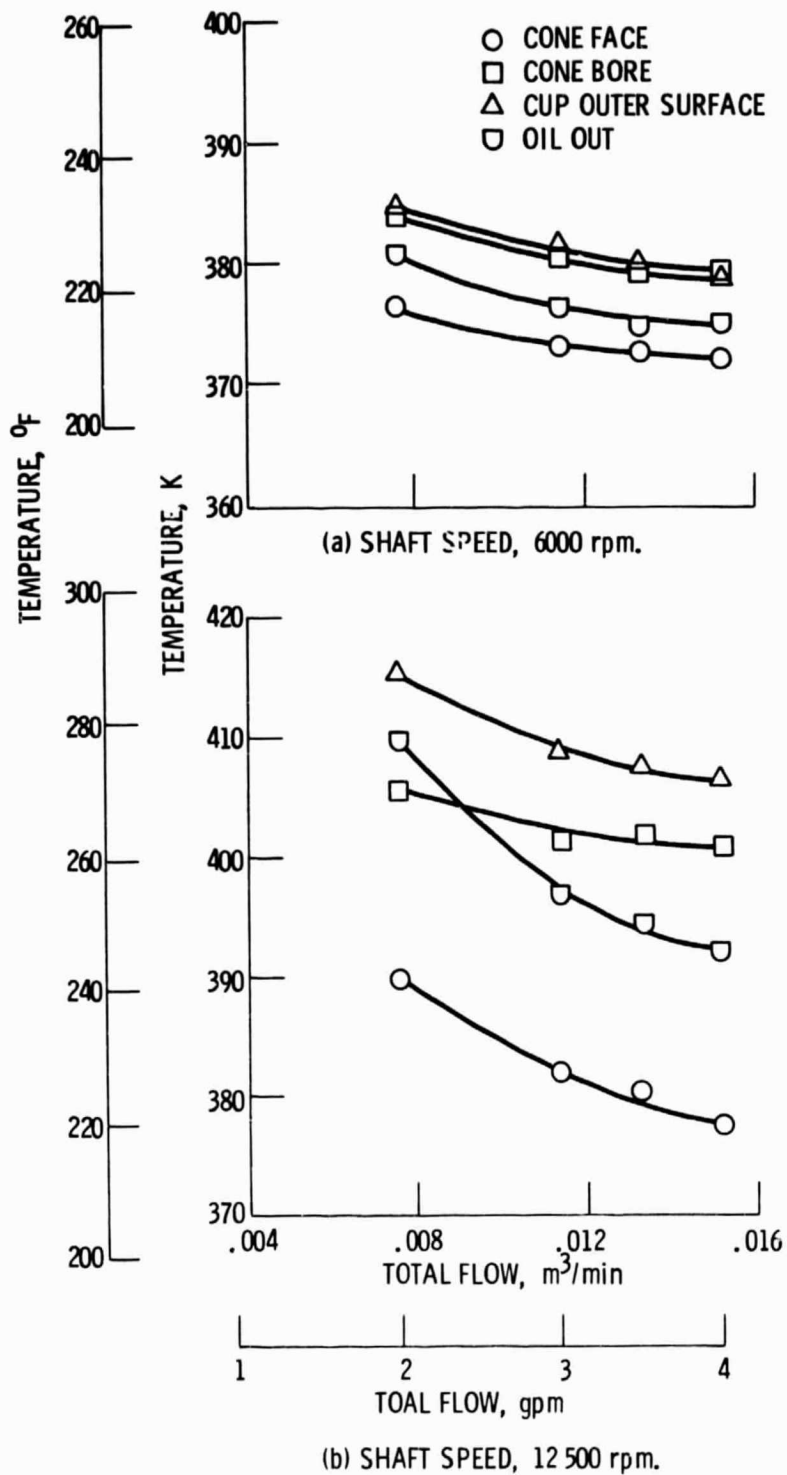 260
240
220
200
TEMPERATURE, °F
400
390
380
370
360
TEMPERATURE, K
CONE FACE
CONE BORE
CUP OUTER SURFACE
OIL OUT
(a) SHAFT SPEED, 6000 rpm.
300
280
260
240
220
200
420
410
400
390
380
370
.004 .008 .012 .016
TOTAL FLOW, m³/min
1 2 3 4
TOAL FLOW, gpm
(b) SHAFT SPEED, 12 500 rpm.